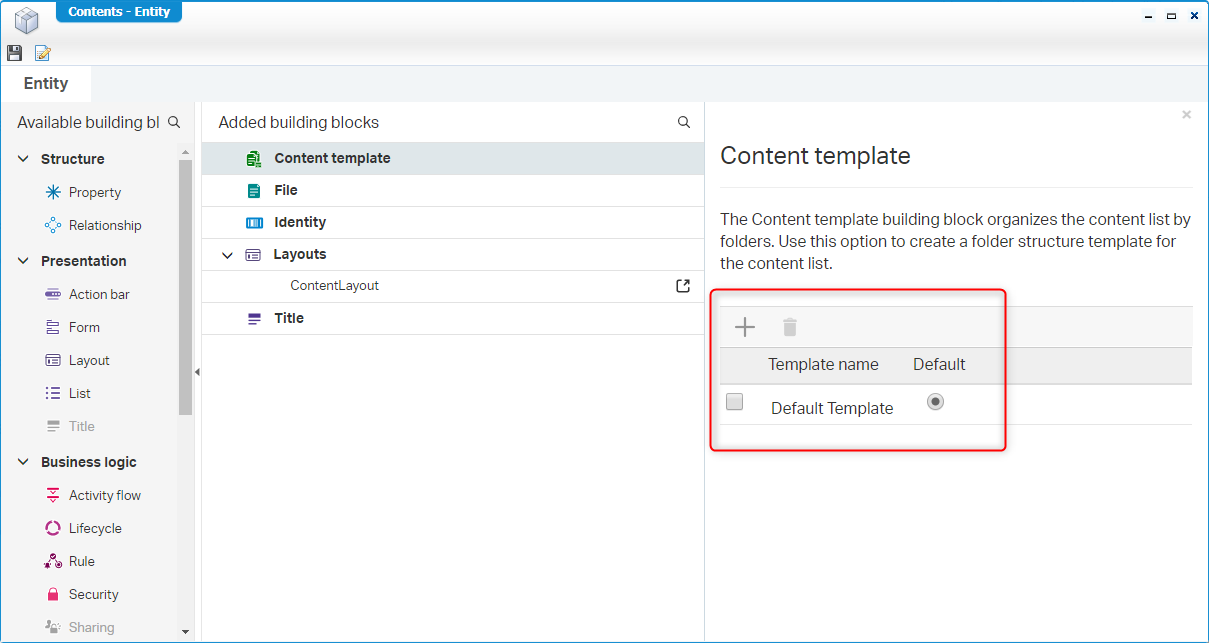 Contents - Entity
Entity
Available building bl
Structure
Property
Relationship
Presentation
Action bar
Form
Layout
List
Title
Business logic
Activity flow
Lifecycle
Rule
Security
Sharing
Added building blocks
Content template
File
Identity
Layouts
ContentLayout
Title
Content template
The Content template building block organizes the content list by
folders. Use this option to create a folder structure template for
the content list.
Template name Default
Default Template